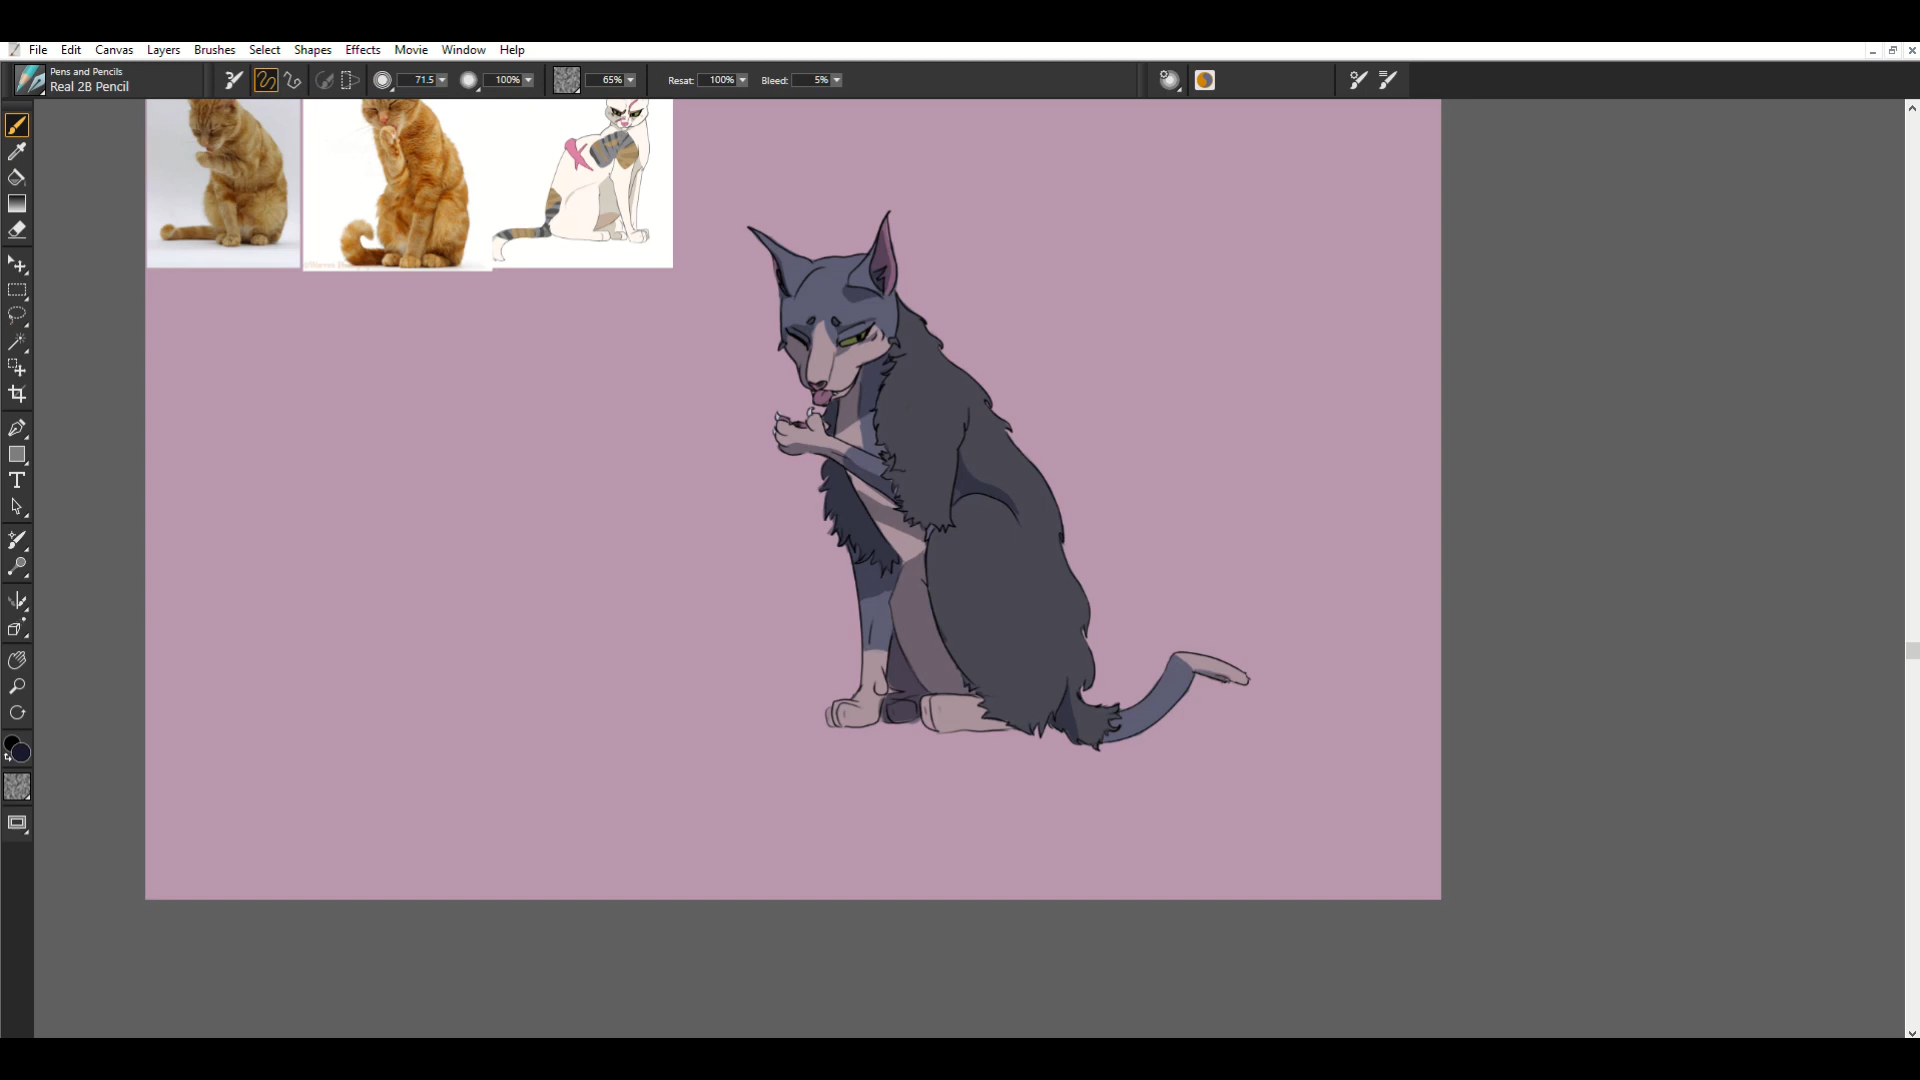 File Edit Canvas Layers Brushes Select Shapes Effects Movie Window Help
Pens and Pencils
Real 2B Pencil
71.5 100% 65% Resat: 100% Bleed: 5%